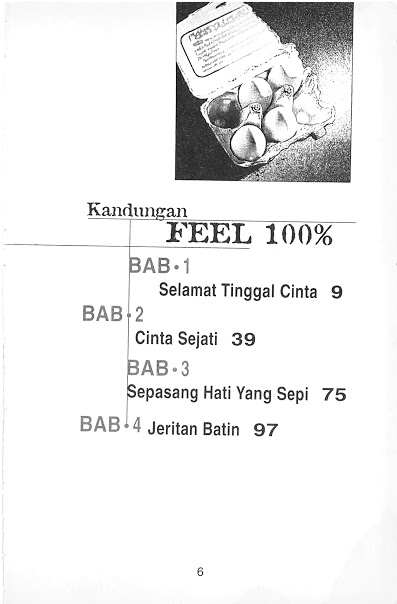 Kandungan
FEEL 100%
BAB•1
Selamat Tinggal Cinta 9
BAB•2
Cinta Sejati 39
BAB•3
Sepasang Hati Yang Sepi 75
BAB•4 Jeritan Batin 97
6